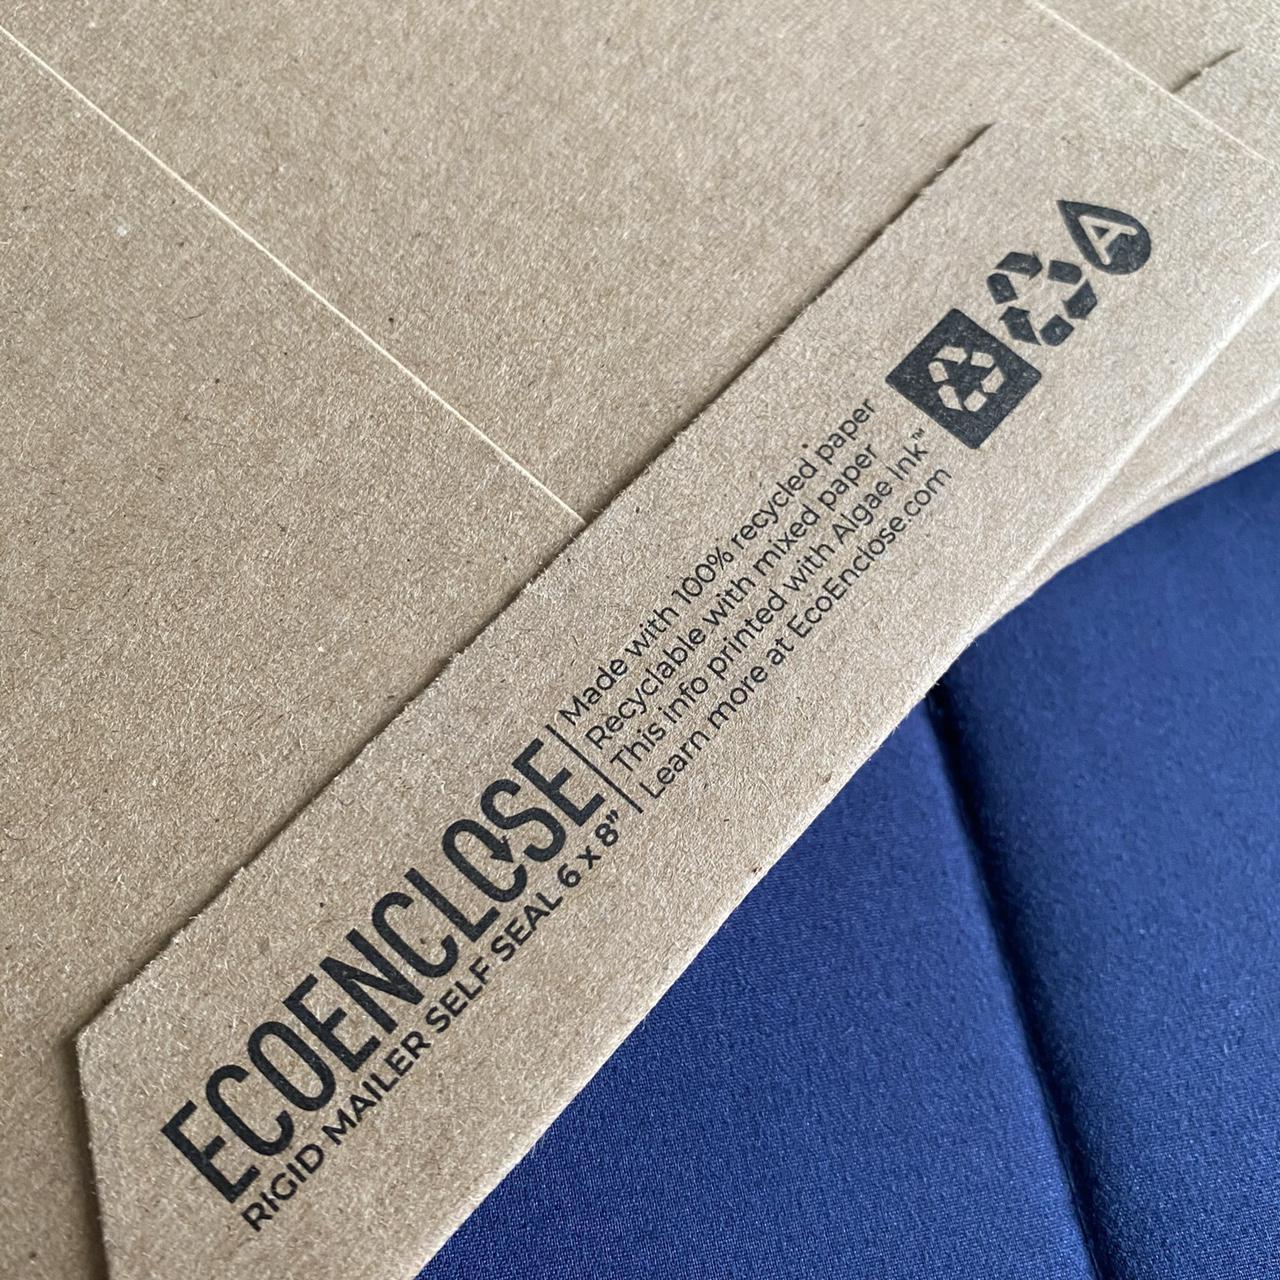 ECOENCLOSE
RIGID MAILER SELF SEAL 6 x 8”
Made with 100% recycled paper
Recyclable with mixed paper
This info printed with Algae Ink™
Learn more at EcoEnclose.com
A